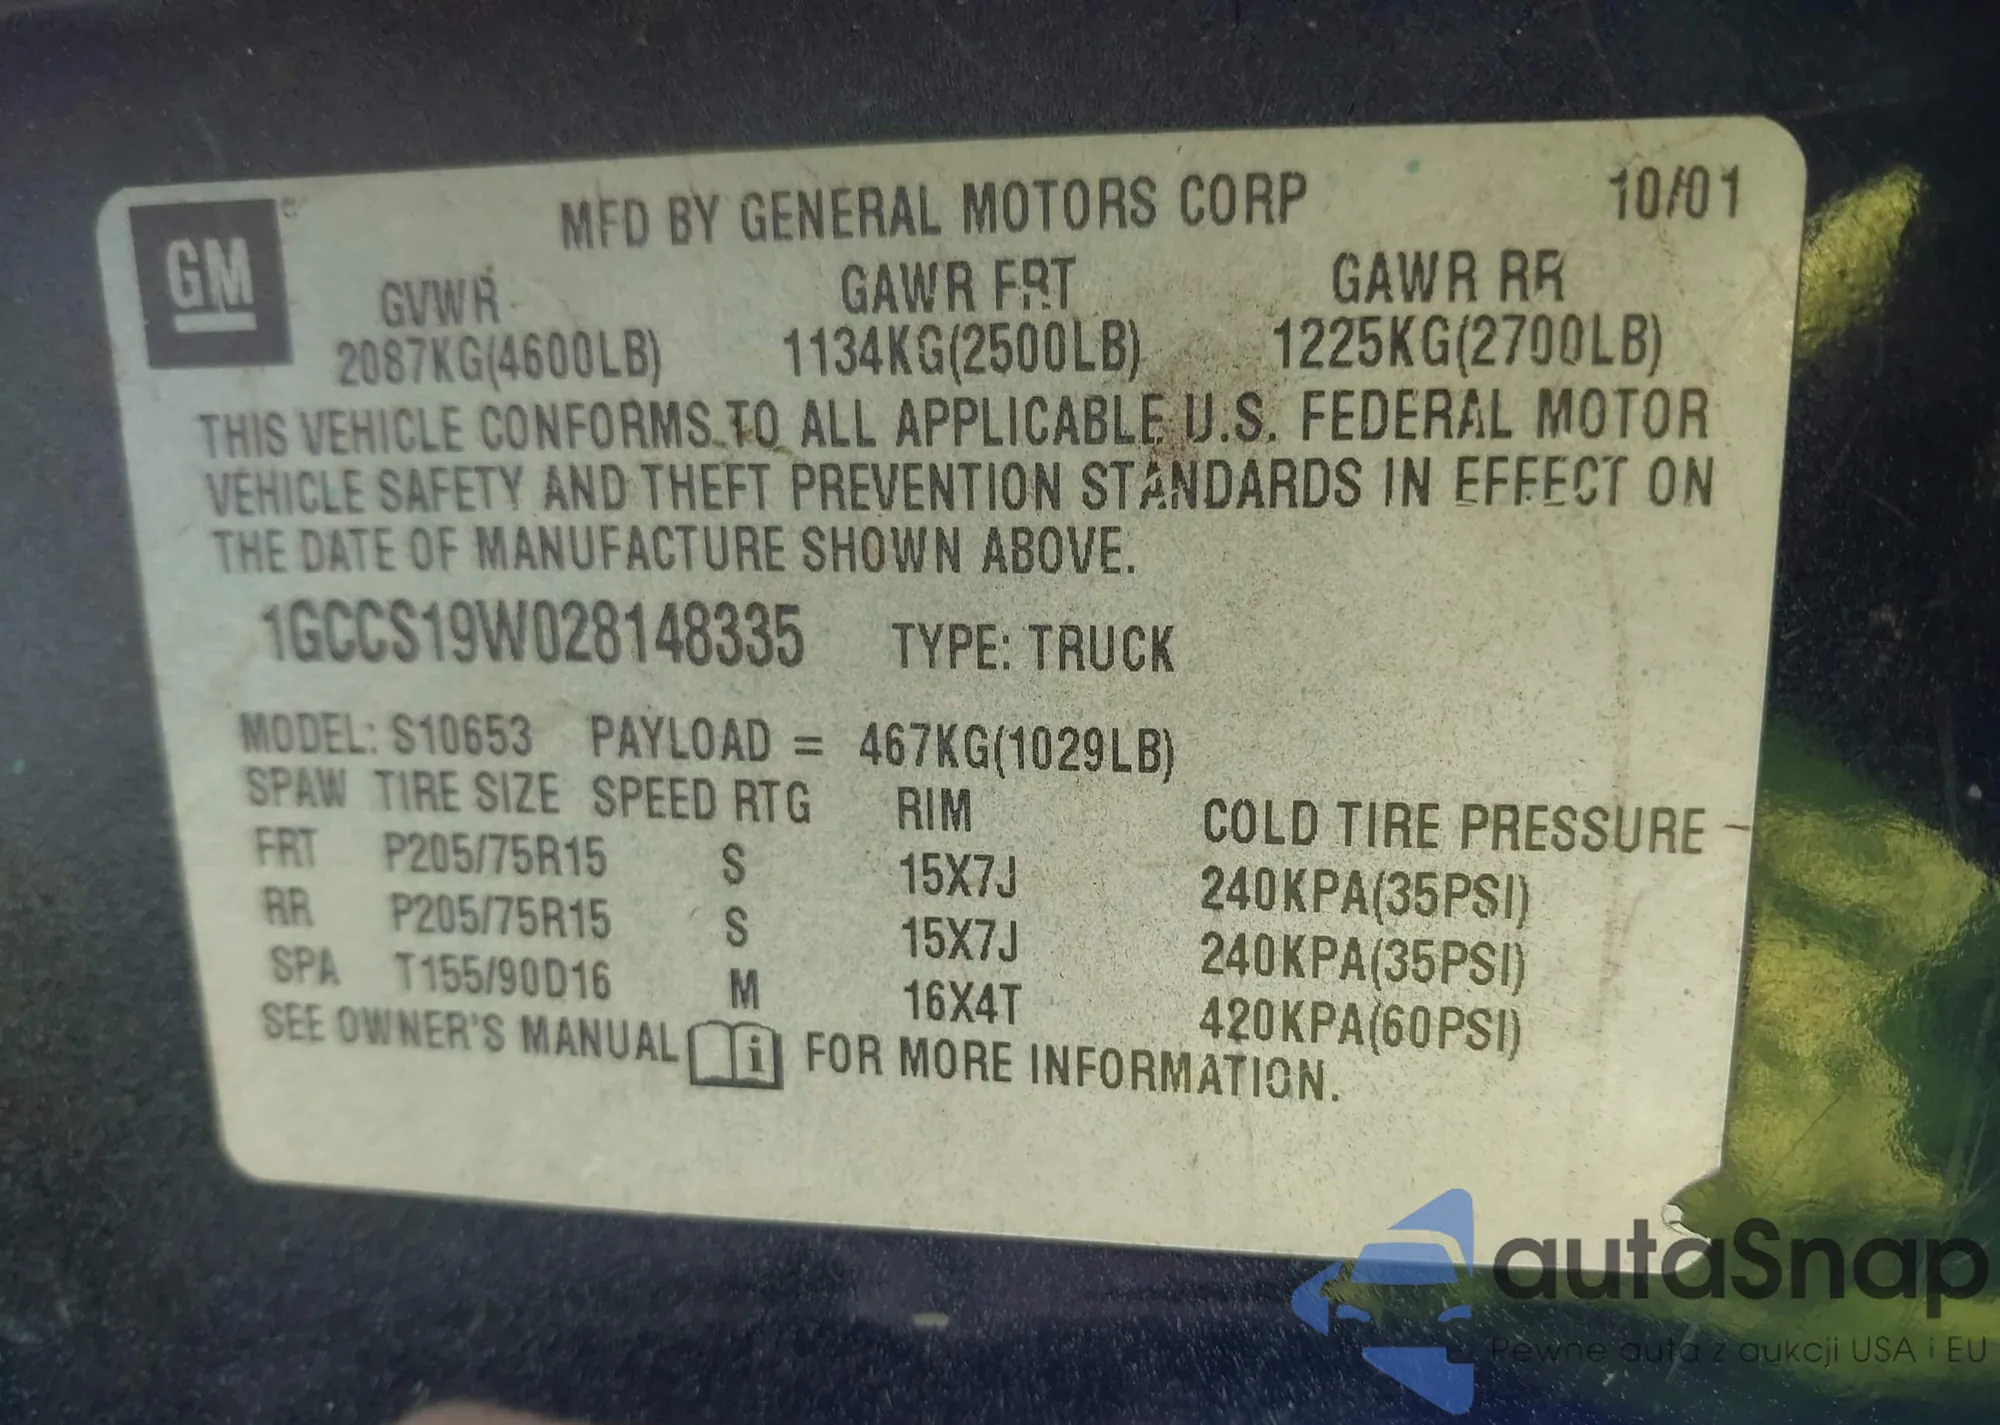 GM
MFD BY GENERAL MOTORS CORP 10/01
GVWR GAWR FRT GAWR RR
2087KG(4600LB) 1134KG(2500LB) 1225KG(2700LB)
THIS VEHICLE CONFORMS TO ALL APPLICABLE U.S. FEDERAL MOTOR
VEHICLE SAFETY AND THEFT PREVENTION STANDARDS IN EFFECT ON
THE DATE OF MANUFACTURE SHOWN ABOVE.
1GCCS19W028148335 TYPE: TRUCK
MODEL: S10653 PAYLOAD = 467KG(1029LB)
SPAW TIRE SIZE SPEED RTG RIM COLD TIRE PRESSURE
FRT P205/75R15 S 15X7J 240KPA(35PSI)
RR P205/75R15 S 15X7J 240KPA(35PSI)
SPA T155/90D16 M 16X4T 420KPA(60PSI)
SEE OWNER'S MANUAL i FOR MORE INFORMATION.
autaSnap
Pewne auta z aukcji USA i EU